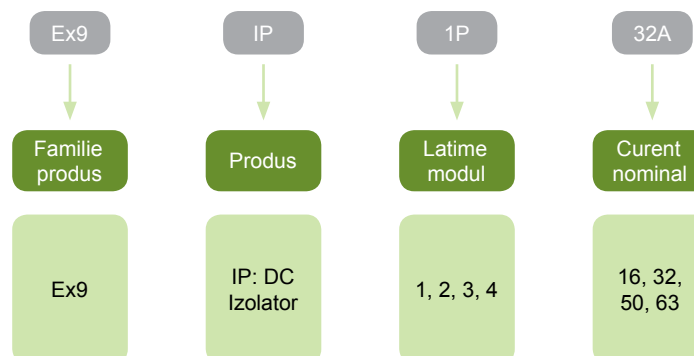 Ex9
IP
1P
32A
Familie
produs
Produs
Latime
modul
Curent
nominal
Ex9
IP: DC
Izolator
1, 2, 3, 4
16, 32,
50, 63